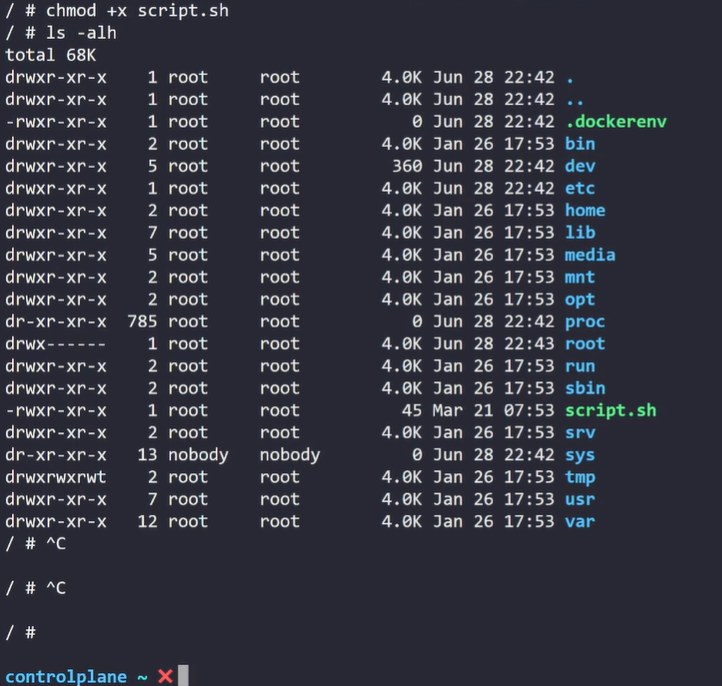 / # chmod +x script.sh
/ # ls -alh
total 68K
drwxr-xr-x    1 root     root        4.0K Jun 28 22:42 .
drwxr-xr-x    1 root     root        4.0K Jun 28 22:42 ..
-rwxr-xr-x    1 root     root           0 Jun 28 22:42 .dockerenv
drwxr-xr-x    2 root     root        4.0K Jan 26 17:53 bin
drwxr-xr-x    5 root     root         360 Jun 28 22:42 dev
drwxr-xr-x    1 root     root        4.0K Jun 28 22:42 etc
drwxr-xr-x    2 root     root        4.0K Jan 26 17:53 home
drwxr-xr-x    7 root     root        4.0K Jan 26 17:53 lib
drwxr-xr-x    5 root     root        4.0K Jan 26 17:53 media
drwxr-xr-x    2 root     root        4.0K Jan 26 17:53 mnt
drwxr-xr-x    2 root     root        4.0K Jan 26 17:53 opt
dr-xr-xr-x  785 root     root           0 Jun 28 22:42 proc
drwx------    1 root     root        4.0K Jun 28 22:43 root
drwxr-xr-x    2 root     root        4.0K Jan 26 17:53 run
drwxr-xr-x    2 root     root        4.0K Jan 26 17:53 sbin
-rwxr-xr-x    1 root     root          45 Mar 21 07:53 script.sh
drwxr-xr-x    2 root     root        4.0K Jan 26 17:53 srv
dr-xr-xr-x   13 nobody   nobody         0 Jun 28 22:42 sys
drwxrwxrwt    2 root     root        4.0K Jan 26 17:53 tmp
drwxr-xr-x    7 root     root        4.0K Jan 26 17:53 usr
drwxr-xr-x   12 root     root        4.0K Jan 26 17:53 var
/ # ^C
/ # ^C
/ #
controlplane ~ ❌